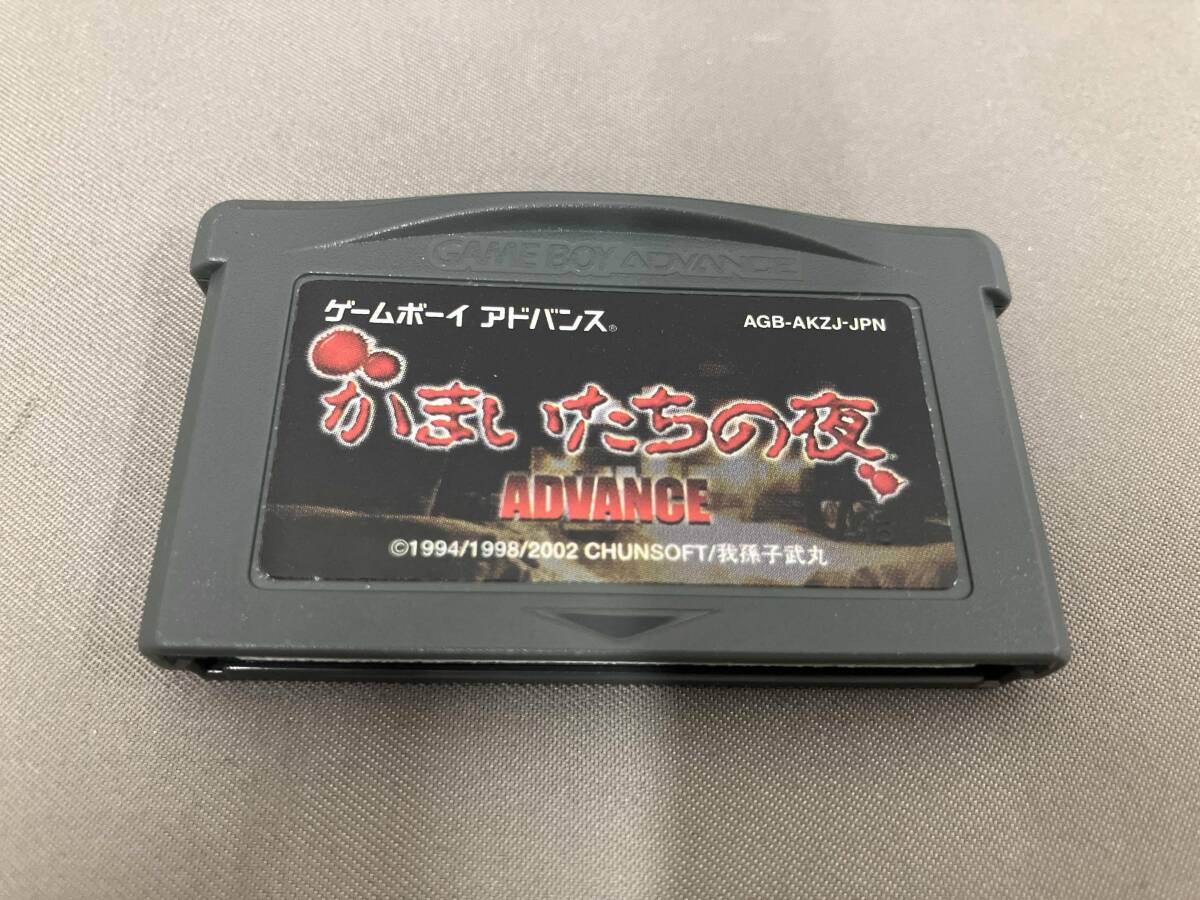 GAME BOY ADVANCE
ゲームボーイ アドバンス®
AGB-AKZJ-JPN
かまいたちの夜
ADVANCE
©1994/1998/2002 CHUNSOFT/我孫子武丸